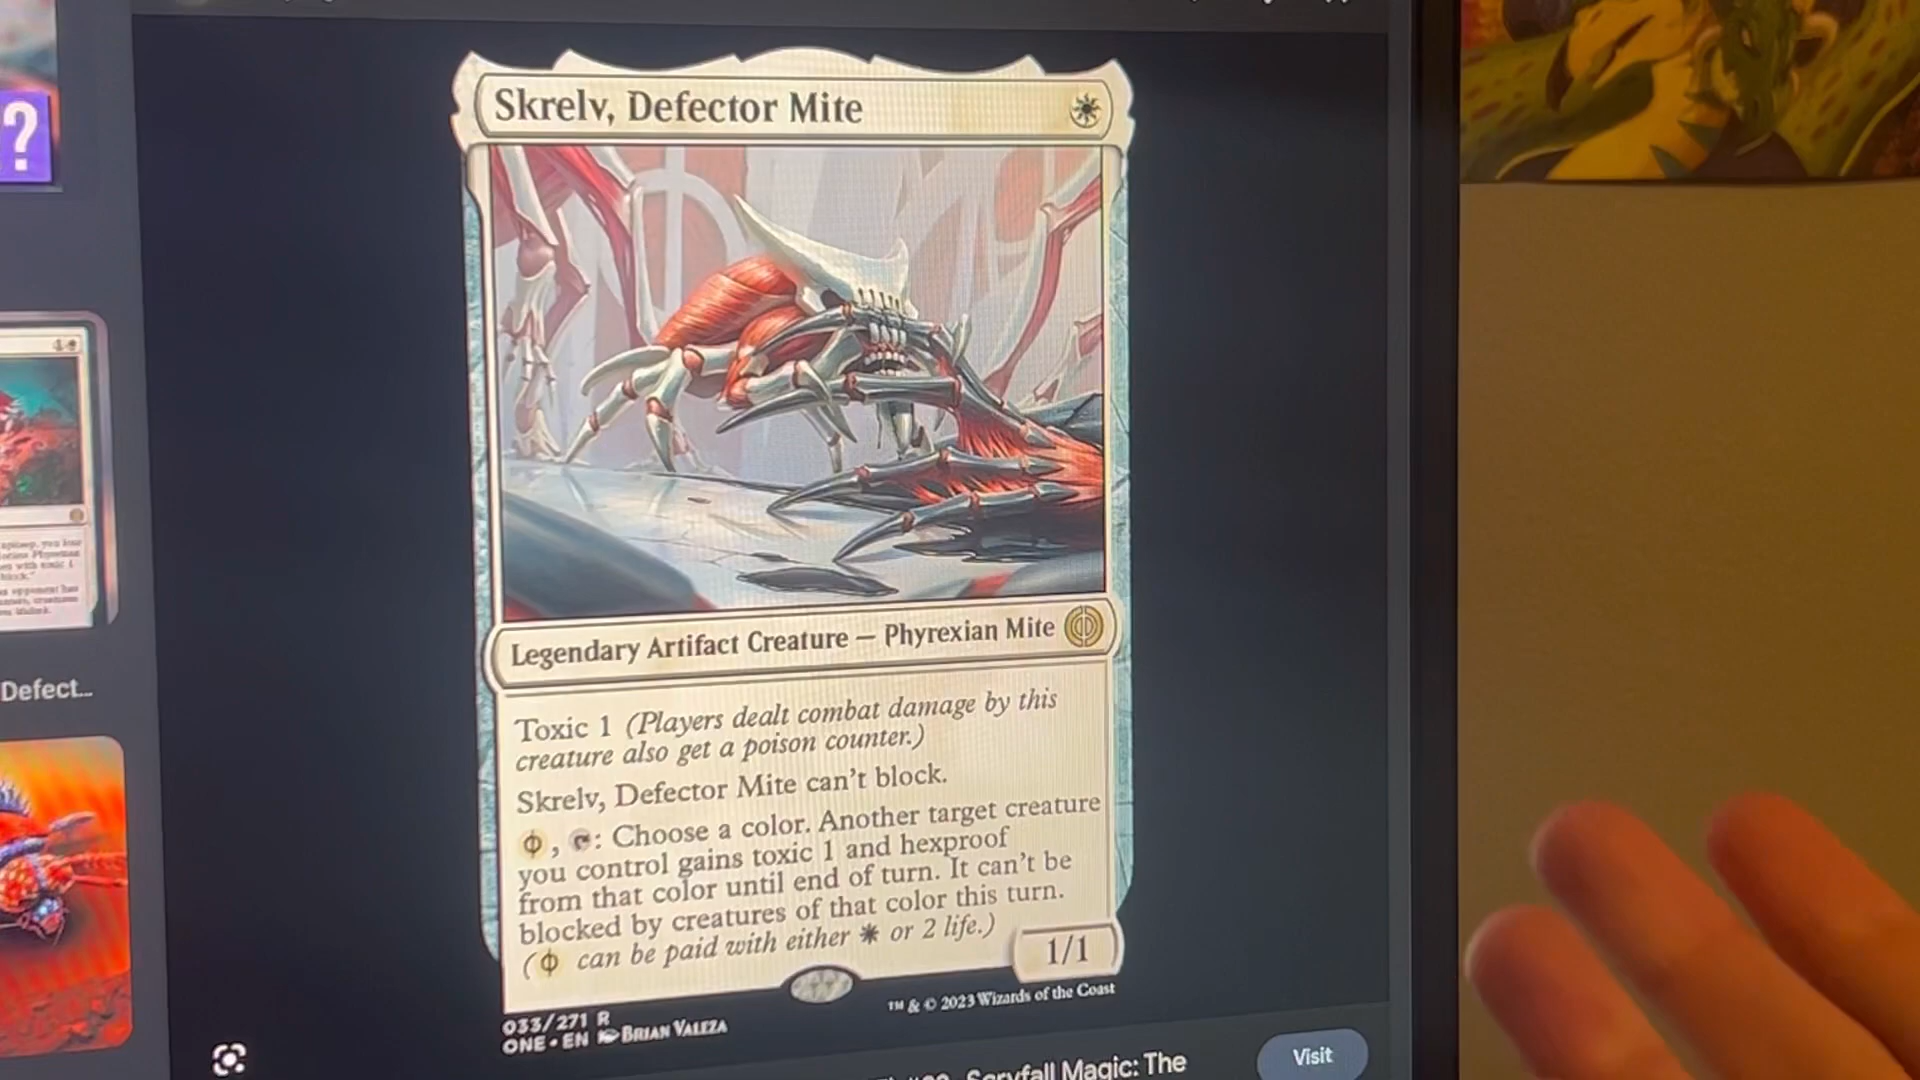 ?
Skrelv, Defector Mite
4
Legendary Artifact Creature — Phyrexian Mite
Defect...
Toxic 1 (Players dealt combat damage by this
creature also get a poison counter.)
Skrelv, Defector Mite can't block.
, : Choose a color. Another target creature
you control gains toxic 1 and hexproof
from that color until end of turn. It can't be
blocked by creatures of that color this turn.
( can be paid with either or 2 life.)
1/1
033/271 R
ONE • EN BRIAN VALEZA
™ & © 2023 Wizards of the Coast
Scryfall Magic: The
Visit